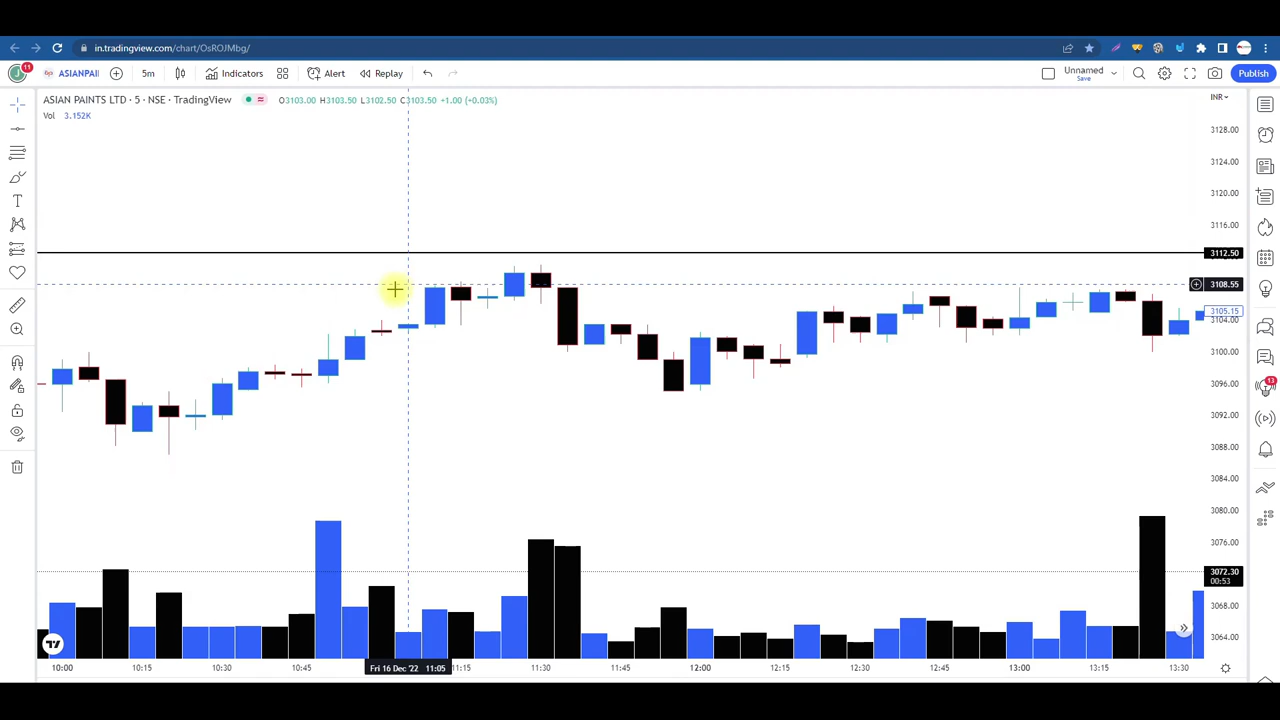 in.tradingview.com/chart/OsROJMbg/
11
ASIANPAII
5m
Indicators
Alert
Replay
Unnamed
Save
Publish
ASIAN PAINTS LTD · 5 · NSE · TradingView
O3103.00 H3103.50 L3102.50 C3103.50 +1.00 (+0.03%)
INR
Vol 3.152K
3128.00
3124.00
3120.00
3116.00
3112.50
3108.55
3105.15
3104.00
3100.00
3096.00
13
3092.00
3088.00
3084.00
3080.00
3076.00
3072.30
00:53
3068.00
3064.00
10:00
10:15
10:30
10:45
Fri 16 Dec '22 11:05
11:15
11:30
11:45
12:00
12:15
12:30
12:45
13:00
13:15
13:30